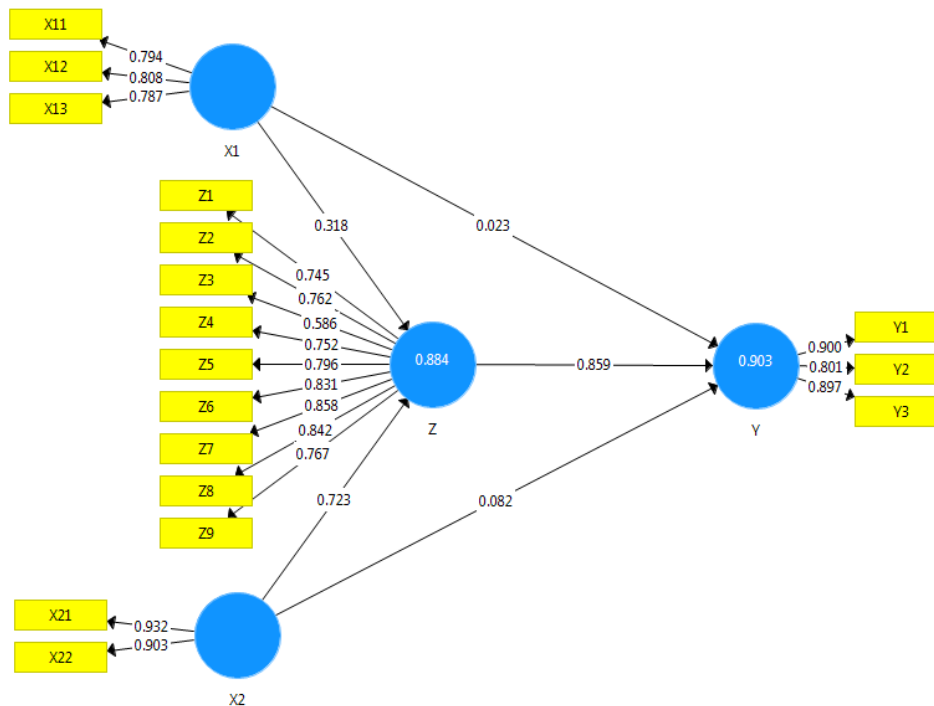 X11
X12
X13
0.794
0.808
0.787
X1
Z1
Z2
Z3
Z4
Z5
Z6
Z7
Z8
Z9
0.318
0.023
0.745
0.762
0.586
0.752
0.796
0.831
0.858
0.842
0.767
0.884
Z
0.859
0.903
Y
0.900
0.801
0.897
Y1
Y2
Y3
0.723
0.082
X21
X22
0.932
0.903
X2